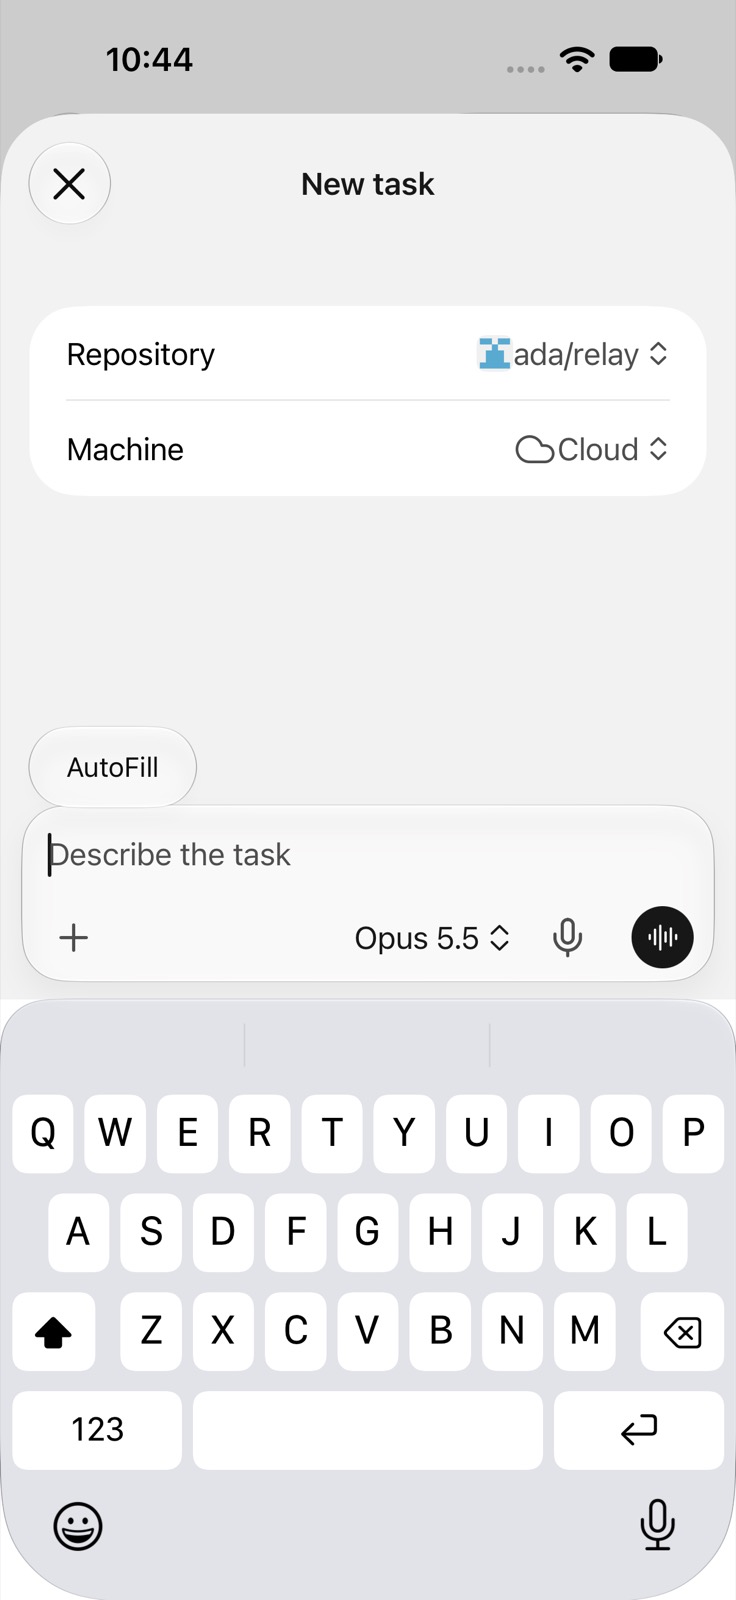 10:44
New task
Repository ada/relay
Machine Cloud
AutoFill
Describe the task
Opus 5.5
Q W E R T Y U I O P
A S D F G H J K L
Z X C V B N M
123